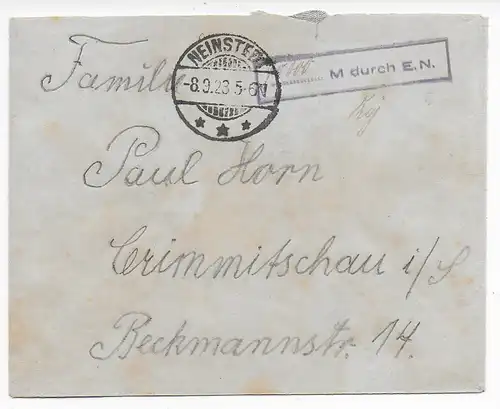 NEINSTEDT
-8.9.23.5-6N
M durch E.N.
Familie
Paul Horn
Crimmitschau i/S
Beckmannstr. 14.